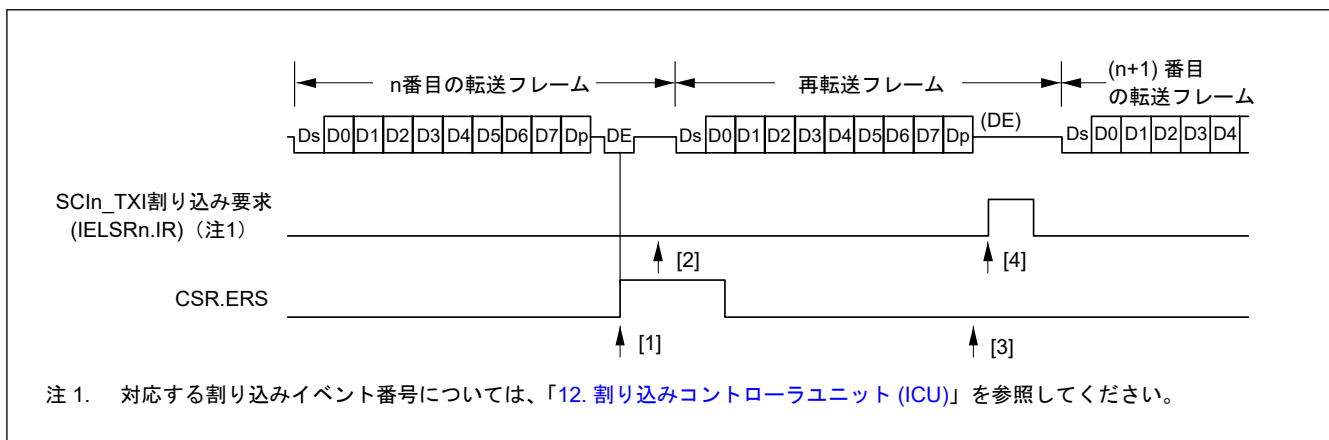 n番目の転送フレーム
再転送フレーム
(n+1) 番目
の転送フレーム
Ds D0 D1 D2 D3 D4 D5 D6 D7 Dp DE Ds D0 D1 D2 D3 D4 D5 D6 D7 Dp (DE) Ds D0 D1 D2 D3 D4
SCIn_TXI割り込み要求
(IELSRn.IR)（注1）
[2] [4]
CSR.ERS
[1] [3]
注 1. 対応する割り込みイベント番号については、「12. 割り込みコントローラユニット (ICU)」を参照してください。